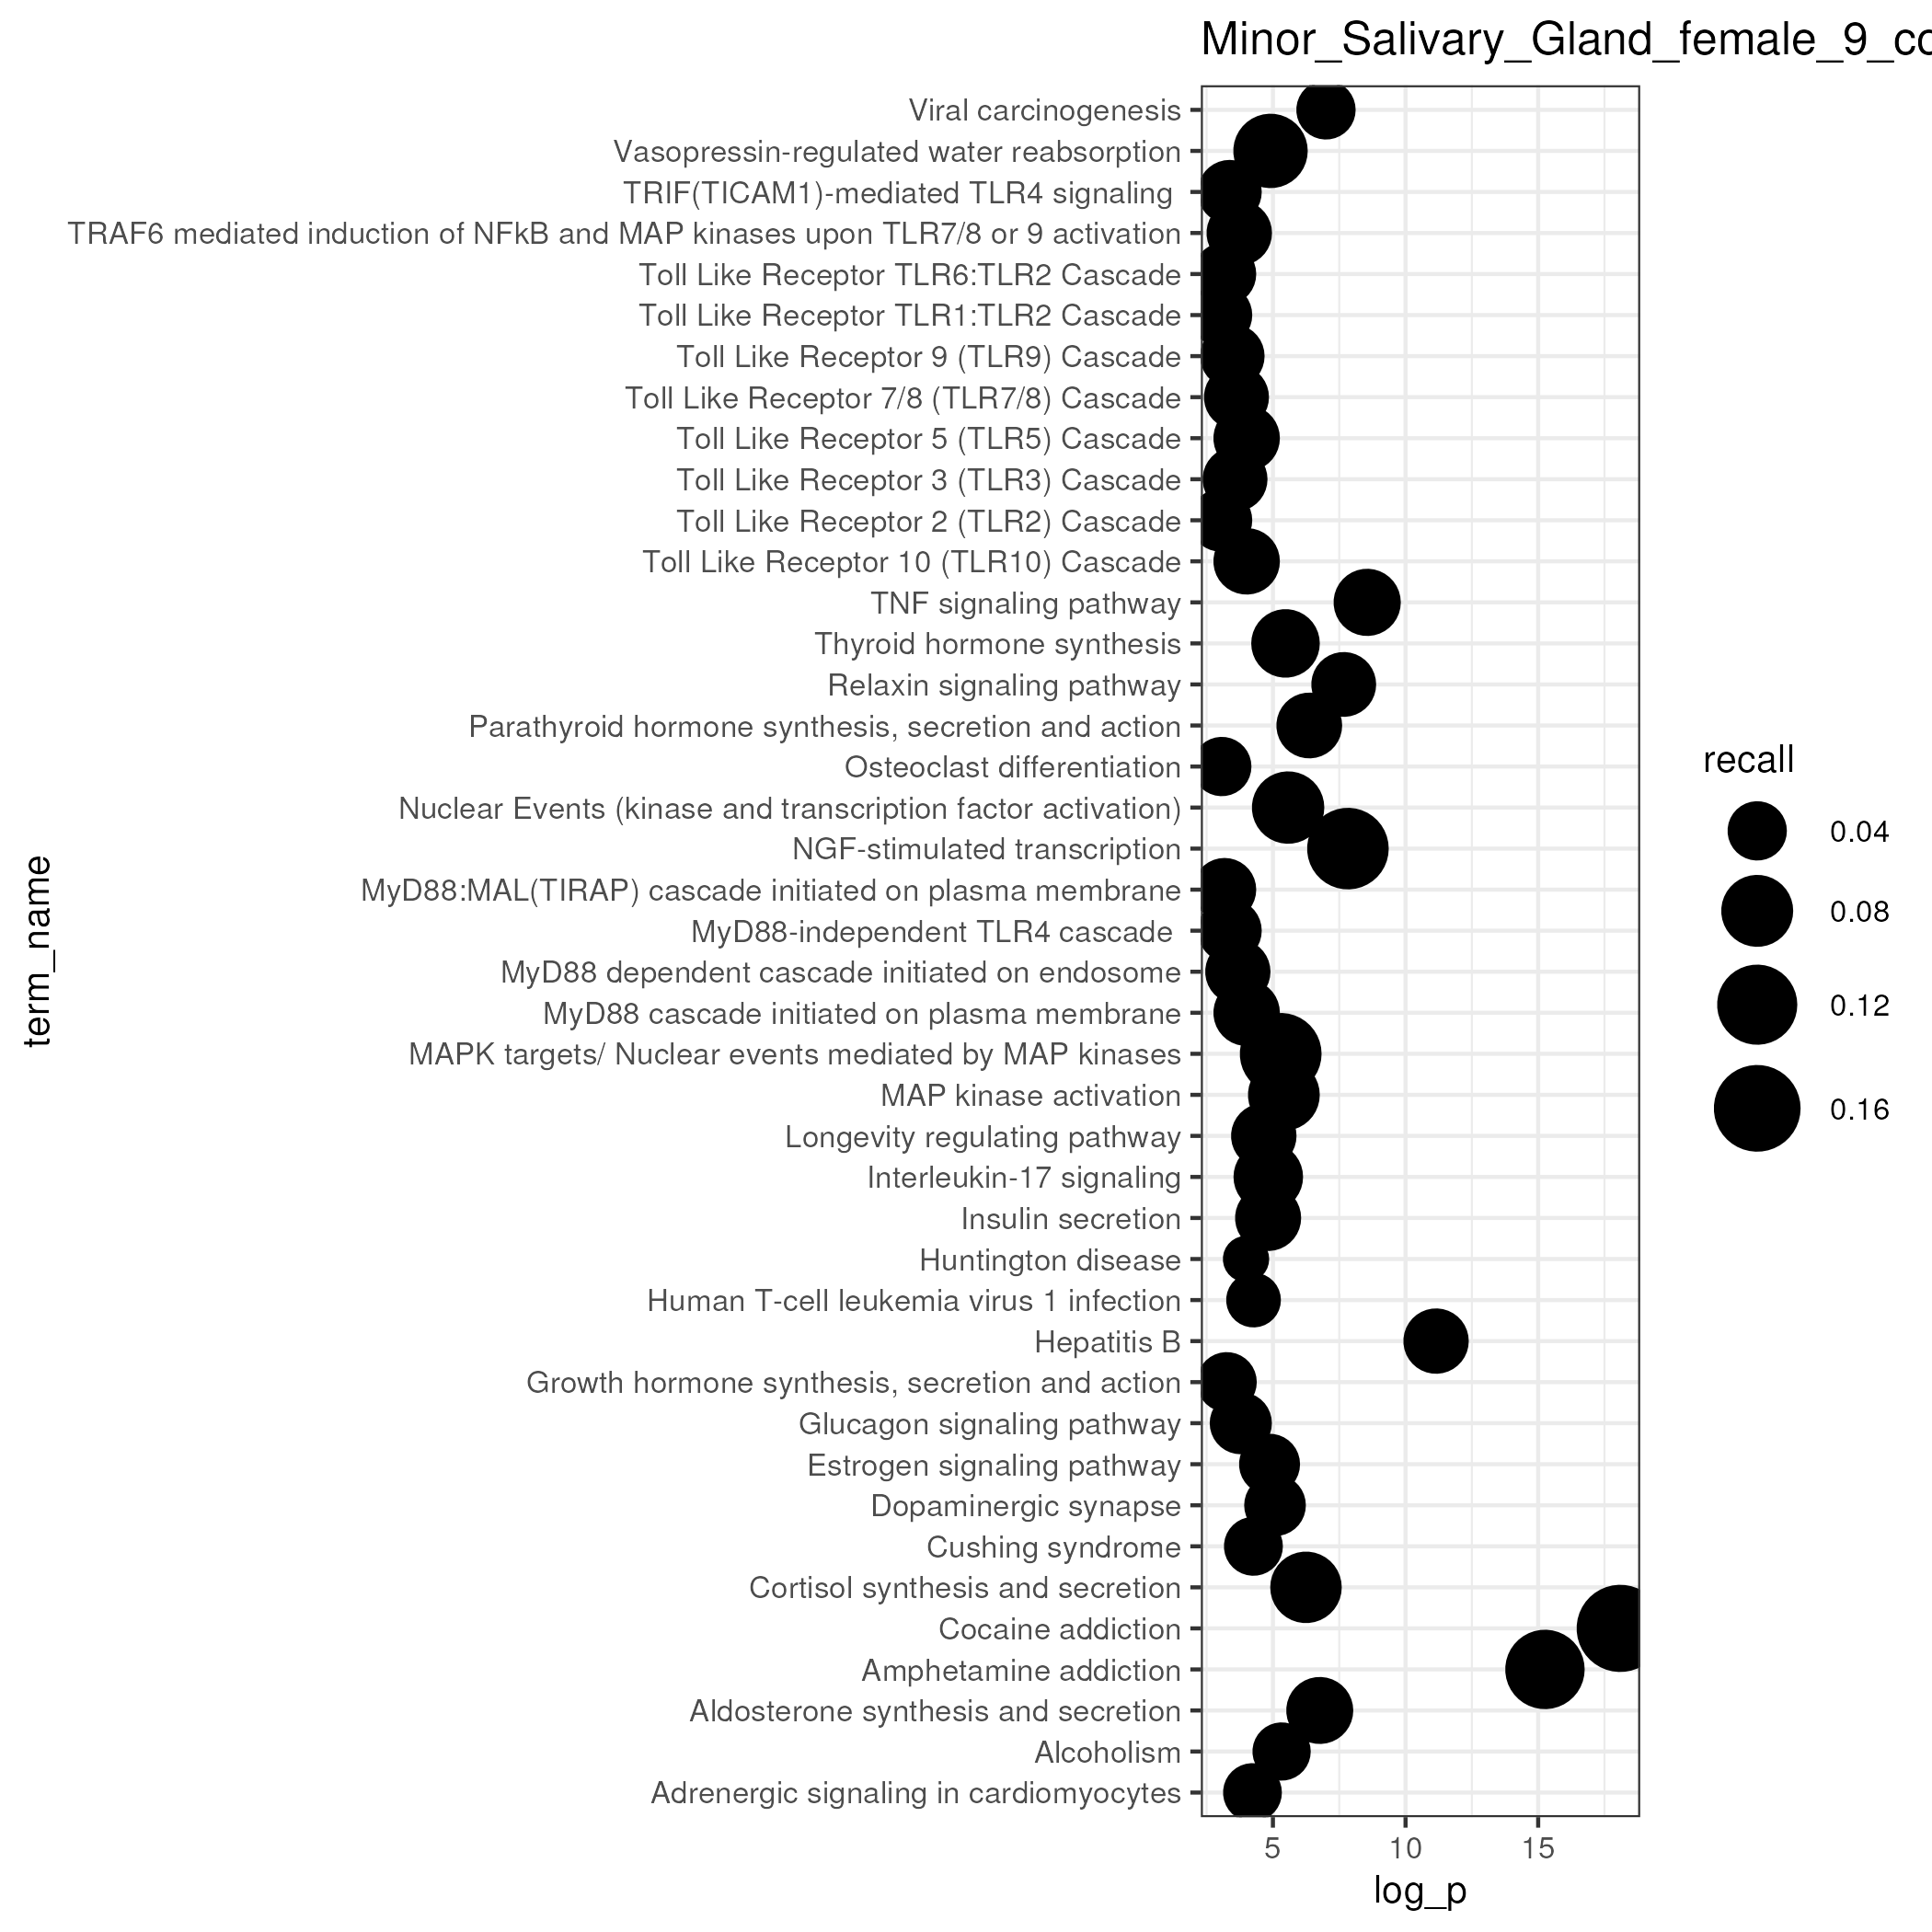 Minor_Salivary_Gland_female_9_cc
Viral carcinogenesis
Vasopressin-regulated water reabsorption
TRIF(TICAM1)-mediated TLR4 signaling
TRAF6 mediated induction of NFkB and MAP kinases upon TLR7/8 or 9 activation
Toll Like Receptor TLR6:TLR2 Cascade
Toll Like Receptor TLR1:TLR2 Cascade
Toll Like Receptor 9 (TLR9) Cascade
Toll Like Receptor 7/8 (TLR7/8) Cascade
Toll Like Receptor 5 (TLR5) Cascade
Toll Like Receptor 3 (TLR3) Cascade
Toll Like Receptor 2 (TLR2) Cascade
Toll Like Receptor 10 (TLR10) Cascade
TNF signaling pathway
Thyroid hormone synthesis
Relaxin signaling pathway
Parathyroid hormone synthesis, secretion and action
Osteoclast differentiation
Nuclear Events (kinase and transcription factor activation)
NGF-stimulated transcription
MyD88:MAL(TIRAP) cascade initiated on plasma membrane
MyD88-independent TLR4 cascade
MyD88 dependent cascade initiated on endosome
MyD88 cascade initiated on plasma membrane
MAPK targets/ Nuclear events mediated by MAP kinases
MAP kinase activation
Longevity regulating pathway
Interleukin-17 signaling
Insulin secretion
Huntington disease
Human T-cell leukemia virus 1 infection
Hepatitis B
Growth hormone synthesis, secretion and action
Glucagon signaling pathway
Estrogen signaling pathway
Dopaminergic synapse
Cushing syndrome
Cortisol synthesis and secretion
Cocaine addiction
Amphetamine addiction
Aldosterone synthesis and secretion
Alcoholism
Adrenergic signaling in cardiomyocytes
term_name
5 10 15
log_p
recall
0.04
0.08
0.12
0.16